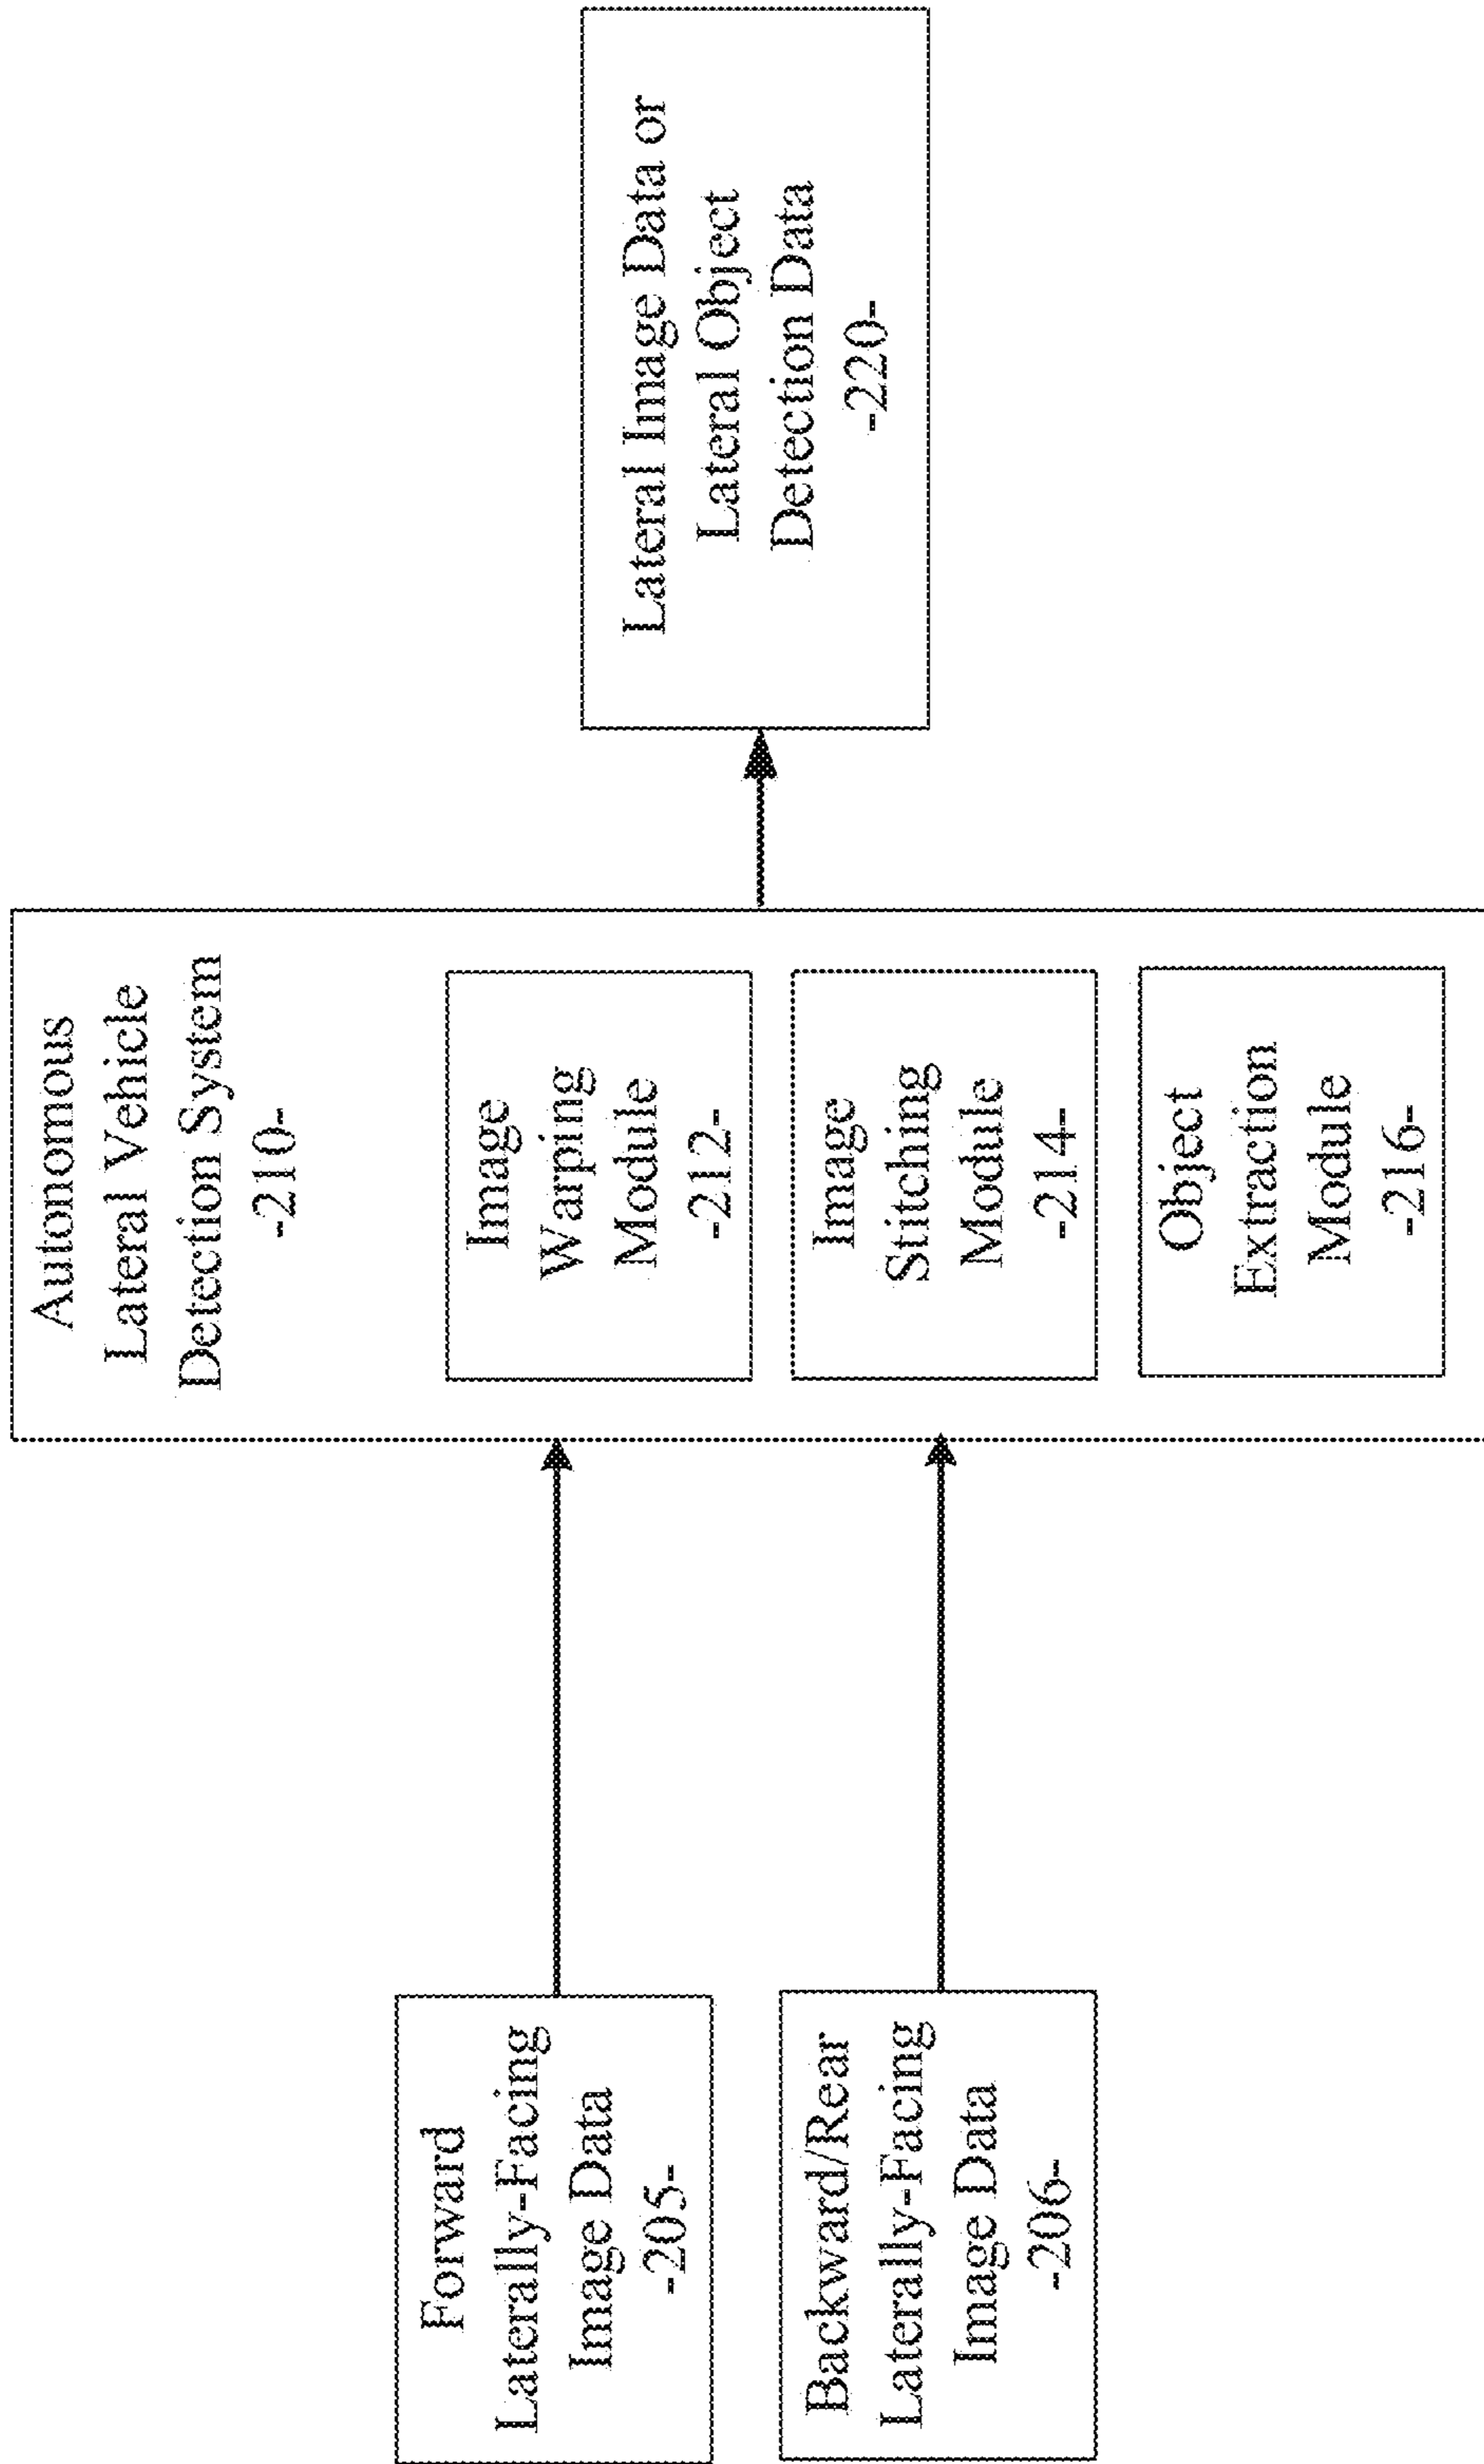 Forward
Laterally-Facing
Image Data
-205-
Backward/Rear
Laterally-Facing
Image Data
-206-
Autonomous
Lateral Vehicle
Detection System
-210-
Image
Warping
Module
-212-
Image
Stitching
Module
-214-
Object
Extraction
Module
-216-
Lateral Image Data or
Lateral Object
Detection Data
-220-